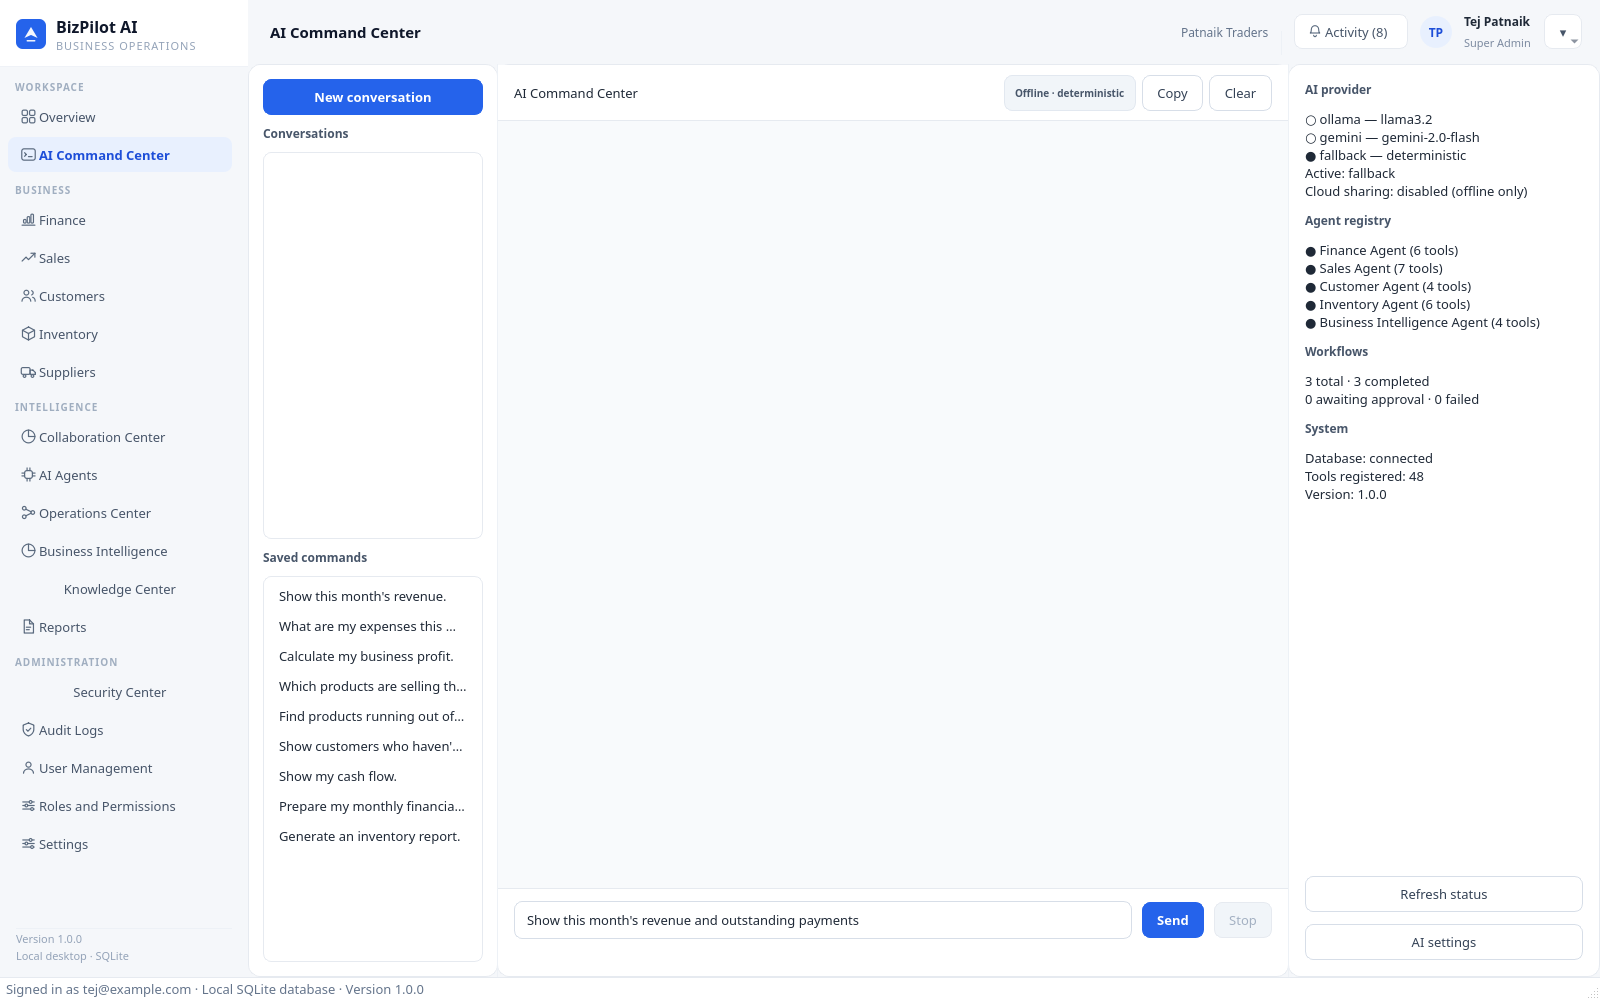 BizPilot AI
BUSINESS OPERATIONS
WORKSPACE
Overview
AI Command Center
BUSINESS
Finance
Sales
Customers
Inventory
Suppliers
INTELLIGENCE
Collaboration Center
AI Agents
Operations Center
Business Intelligence
Knowledge Center
Reports
ADMINISTRATION
Security Center
Audit Logs
User Management
Roles and Permissions
Settings
Version 1.0.0
Local desktop · SQLite
AI Command Center
Patnaik Traders
Activity (8)
TP
Tej Patnaik
Super Admin
New conversation
Conversations
Saved commands
Show this month's revenue.
What are my expenses this ...
Calculate my business profit.
Which products are selling th...
Find products running out of...
Show customers who haven'...
Show my cash flow.
Prepare my monthly financia...
Generate an inventory report.
AI Command Center
Offline · deterministic
Copy
Clear
Show this month's revenue and outstanding payments
Send
Stop
AI provider
○ ollama — llama3.2
○ gemini — gemini-2.0-flash
● fallback — deterministic
Active: fallback
Cloud sharing: disabled (offline only)
Agent registry
● Finance Agent (6 tools)
● Sales Agent (7 tools)
● Customer Agent (4 tools)
● Inventory Agent (6 tools)
● Business Intelligence Agent (4 tools)
Workflows
3 total · 3 completed
0 awaiting approval · 0 failed
System
Database: connected
Tools registered: 48
Version: 1.0.0
Refresh status
AI settings
Signed in as tej@example.com · Local SQLite database · Version 1.0.0